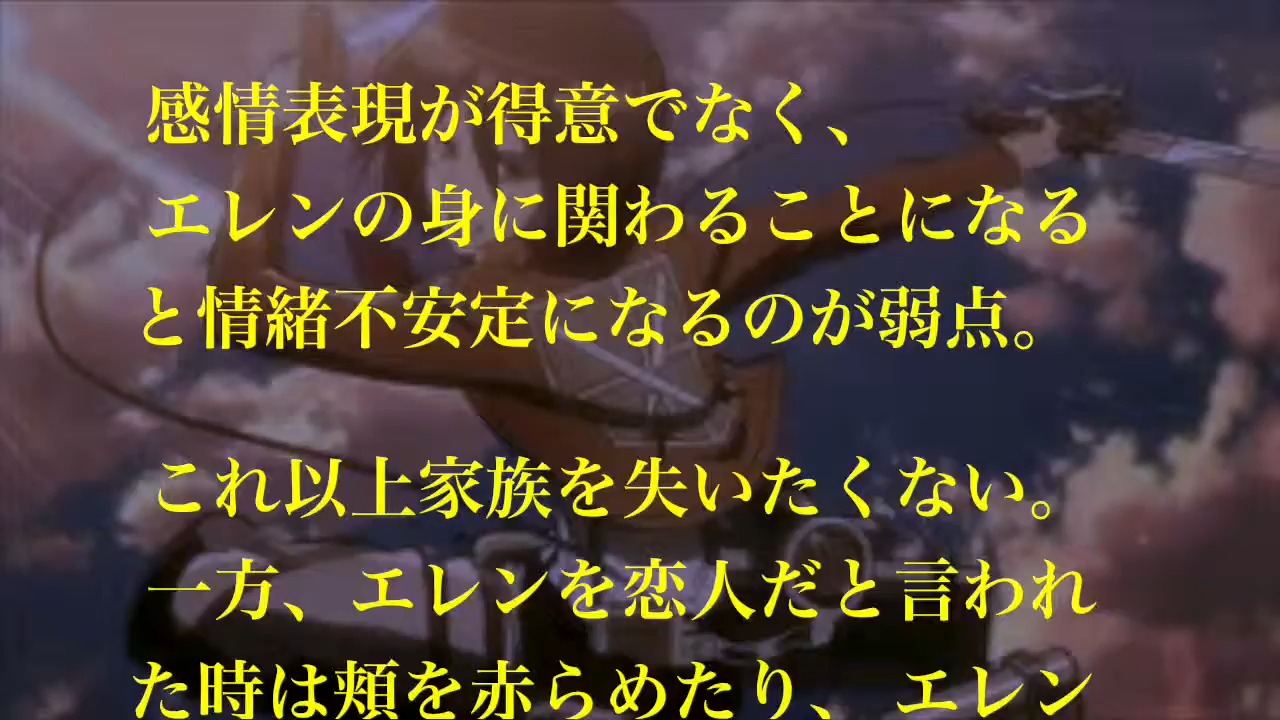 感情表現が得意でなく、
エレンの身に関わることになる
と情緒不安定になるのが弱点。
これ以上家族を失いたくない。
一方、エレンを恋人だと言われ
た時は頬を赤らめたり、 エレン